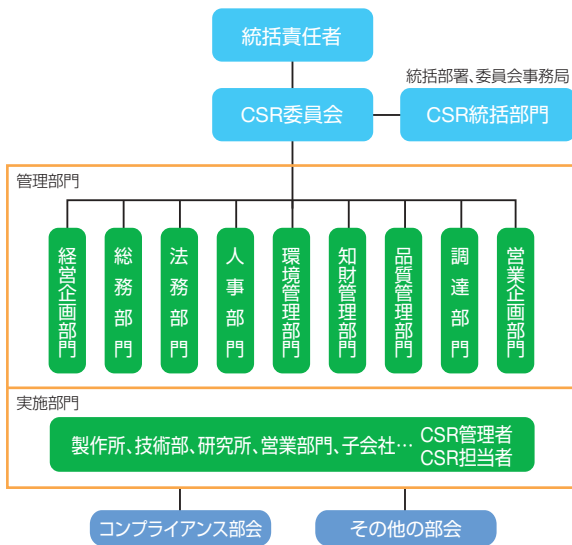 統括責任者
統括部署、委員会事務局
CSR委員会
CSR統括部門
管理部門
経営企画部門
総務部門
法務部門
人事部門
環境管理部門
知財管理部門
品質管理部門
調達部門
営業企画部門
実施部門
製作所、技術部、研究所、営業部門、子会社…
CSR管理者
CSR担当者
コンプライアンス部会
その他の部会